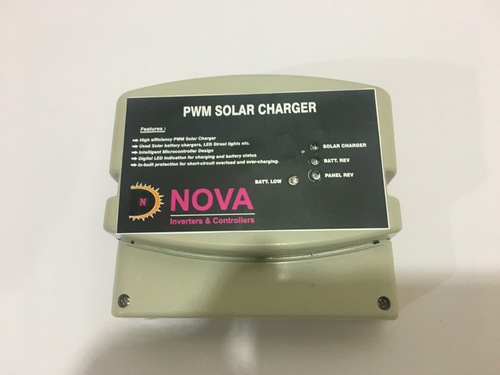 PWM SOLAR CHARGER
Features :
High efficiency PWM Solar Charger
Used Solar battery chargers, LED Street lights etc.
Intelligent Microcontroller Design
Digital LED Indication for charging and battery status
In-built protection for short-circuit overload and over-charging.
SOLAR CHARGER
BATT. REV
PANEL REV
BATT. LOW
N
NOVA
Inverters & Controllers